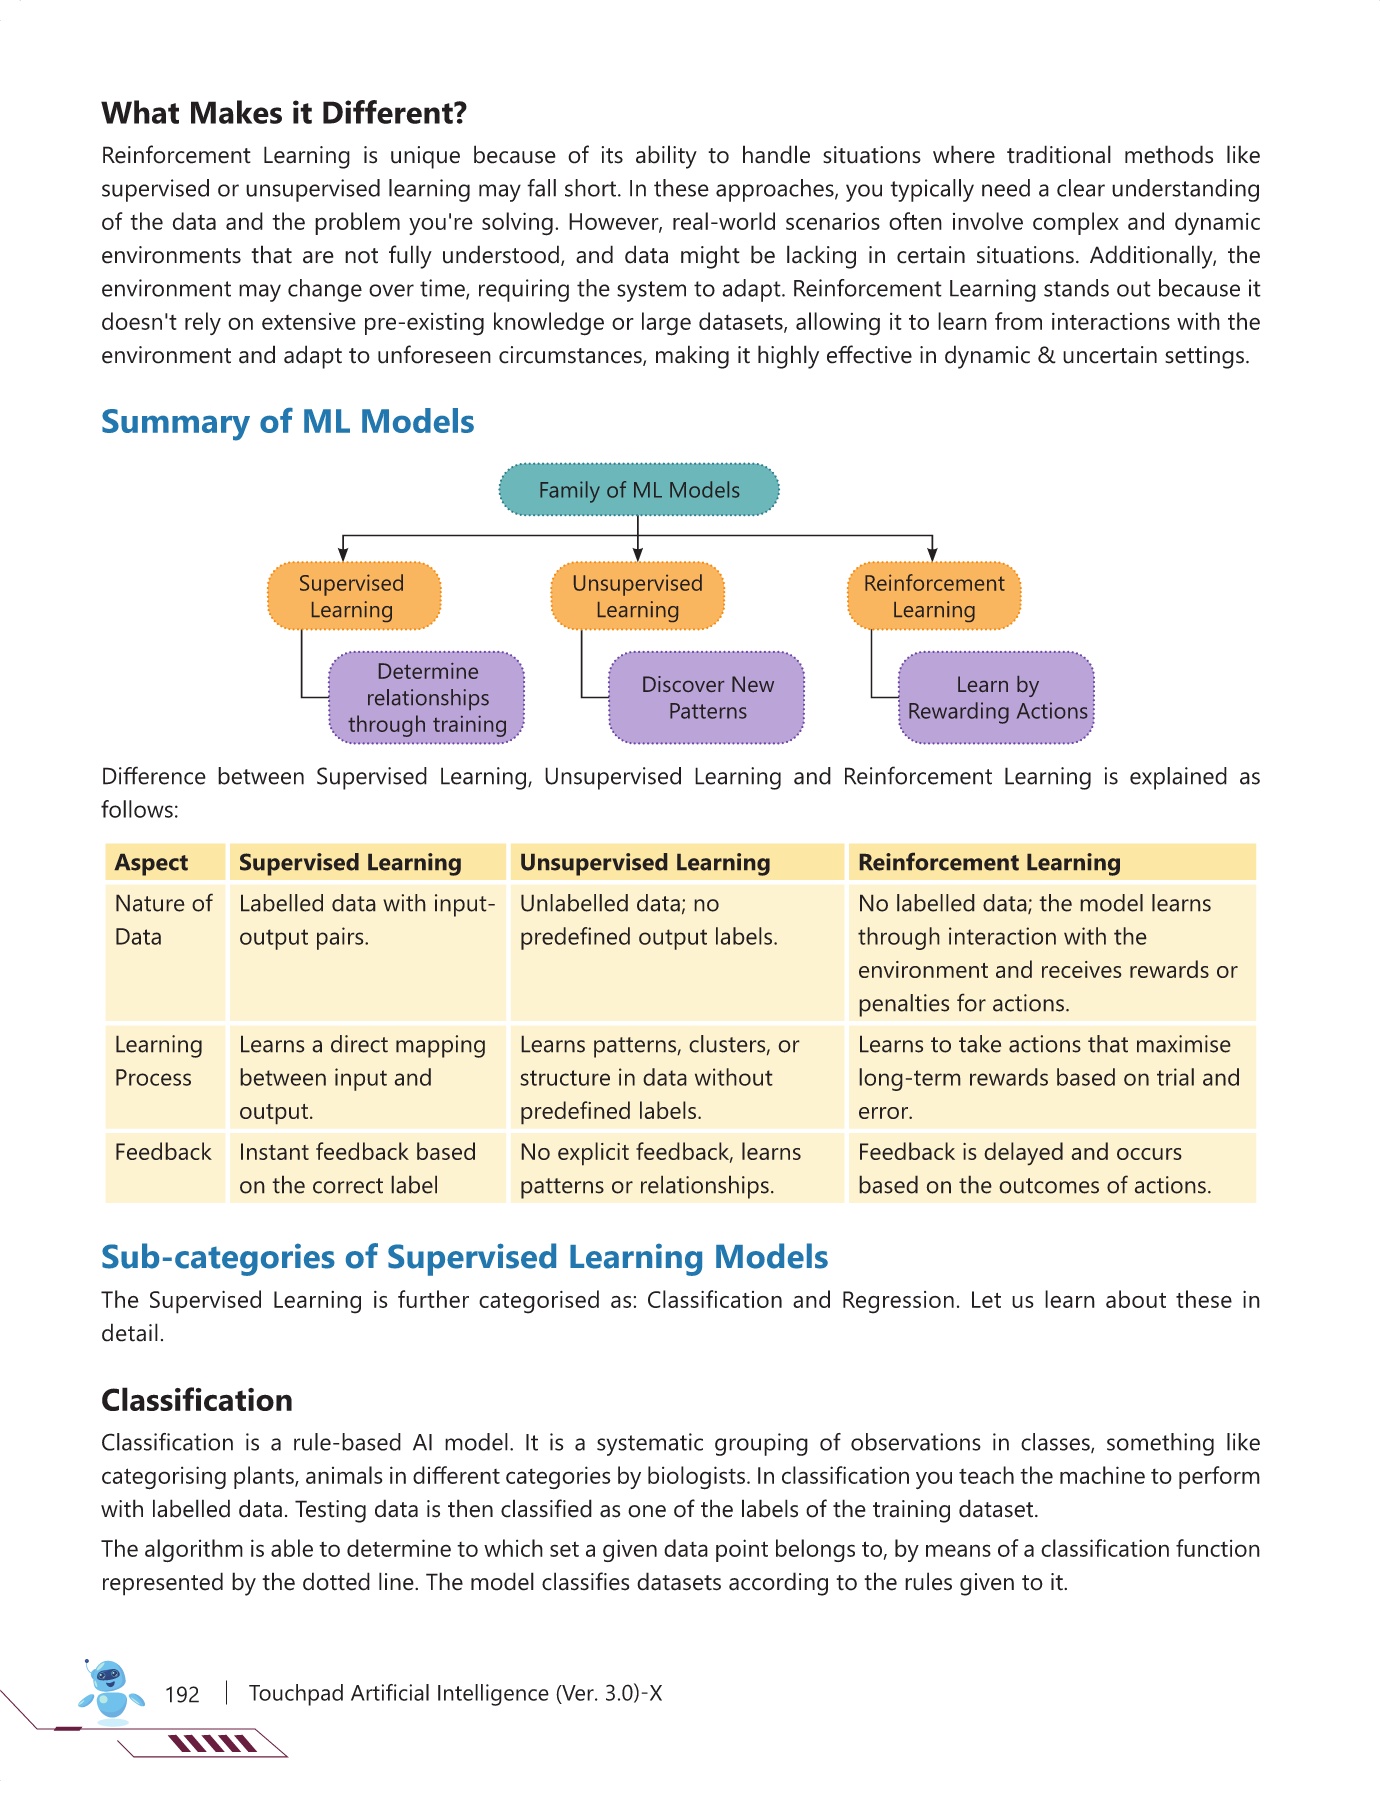 What Makes it Different?
Reinforcement Learning is unique because of its ability to handle situations where traditional methods like
supervised or unsupervised learning may fall short. In these approaches, you typically need a clear understanding
of the data and the problem you're solving. However, real-world scenarios often involve complex and dynamic
environments that are not fully understood, and data might be lacking in certain situations. Additionally, the
environment may change over time, requiring the system to adapt. Reinforcement Learning stands out because it
doesn't rely on extensive pre-existing knowledge or large datasets, allowing it to learn from interactions with the
environment and adapt to unforeseen circumstances, making it highly effective in dynamic & uncertain settings.
Summary of ML Models
Family of ML Models
Supervised
Learning
Unsupervised
Learning
Reinforcement
Learning
Determine
relationships
through training
Discover New
Patterns
Learn by
Rewarding Actions
Difference between Supervised Learning, Unsupervised Learning and Reinforcement Learning is explained as
follows:
Aspect
Supervised Learning
Unsupervised Learning
Reinforcement Learning
Nature of
Data
Labelled data with input-
output pairs.
Unlabelled data; no
predefined output labels.
No labelled data; the model learns
through interaction with the
environment and receives rewards or
penalties for actions.
Learning
Process
Learns a direct mapping
between input and
output.
Learns patterns, clusters, or
structure in data without
predefined labels.
Learns to take actions that maximise
long-term rewards based on trial and
error.
Feedback
Instant feedback based
on the correct label
No explicit feedback, learns
patterns or relationships.
Feedback is delayed and occurs
based on the outcomes of actions.
Sub-categories of Supervised Learning Models
The Supervised Learning is further categorised as: Classification and Regression. Let us learn about these in
detail.
Classification
Classification is a rule-based AI model. It is a systematic grouping of observations in classes, something like
categorising plants, animals in different categories by biologists. In classification you teach the machine to perform
with labelled data. Testing data is then classified as one of the labels of the training dataset.
The algorithm is able to determine to which set a given data point belongs to, by means of a classification function
represented by the dotted line. The model classifies datasets according to the rules given to it.
192 | Touchpad Artificial Intelligence (Ver. 3.0)-X